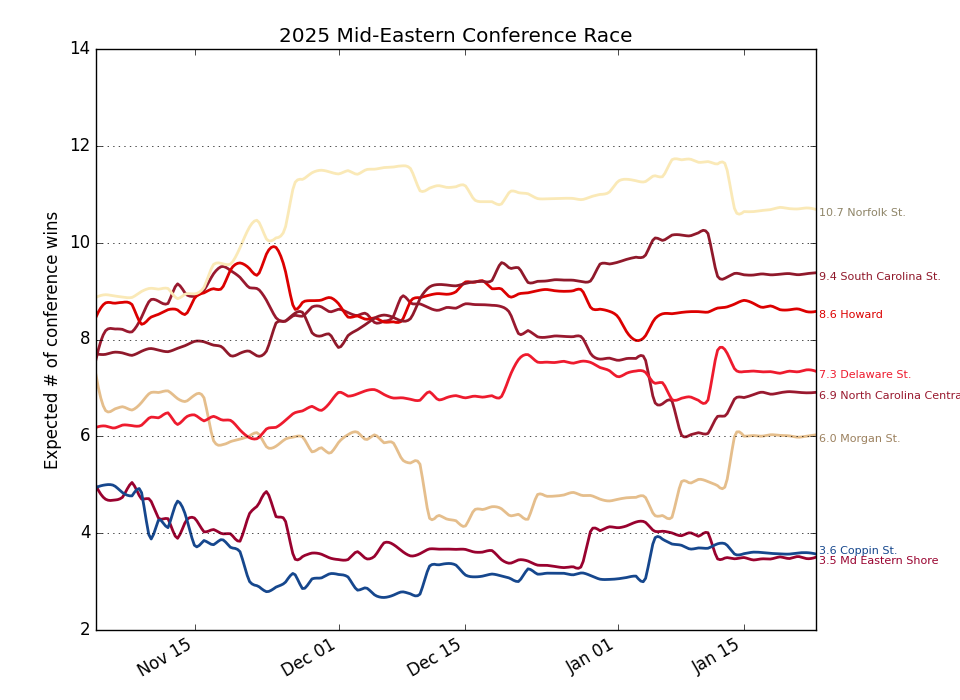 2025 Mid-Eastern Conference Race
Expected # of conference wins
14
12
10
8
6
4
2
Nov 15
Dec 01
Dec 15
Jan 01
Jan 15
10.7 Norfolk St.
9.4 South Carolina St.
8.6 Howard
7.3 Delaware St.
6.9 North Carolina Centra
6.0 Morgan St.
3.6 Coppin St.
3.5 Md Eastern Shore